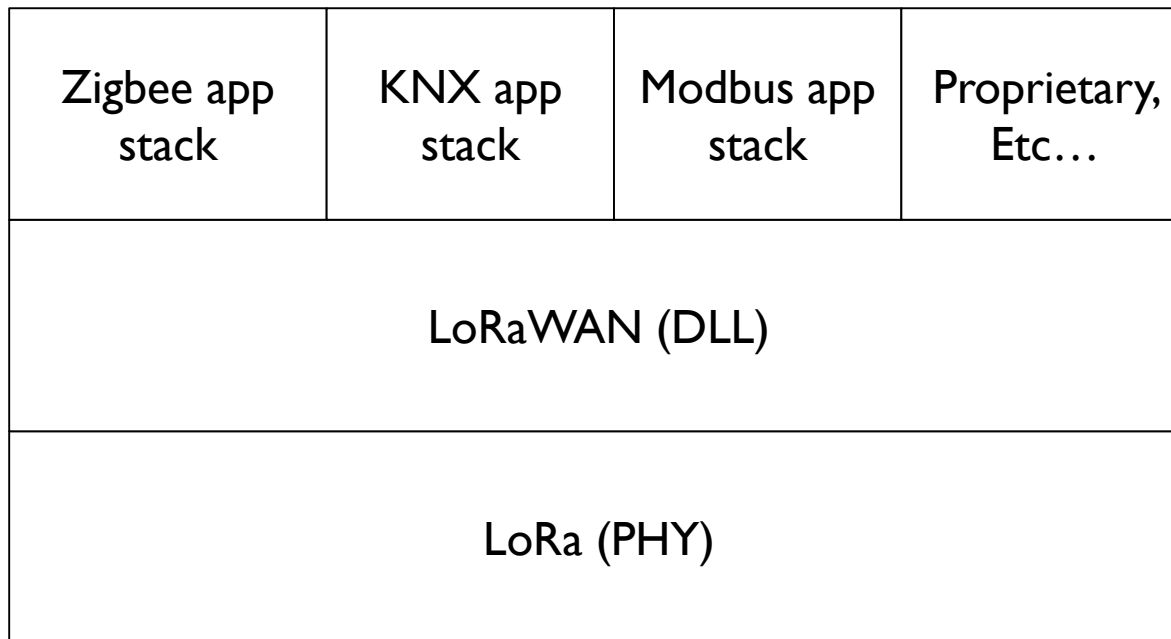 Zigbee app
stack
KNX app
stack
Modbus app
stack
Proprietary,
Etc…
LoRaWAN (DLL)
LoRa (PHY)